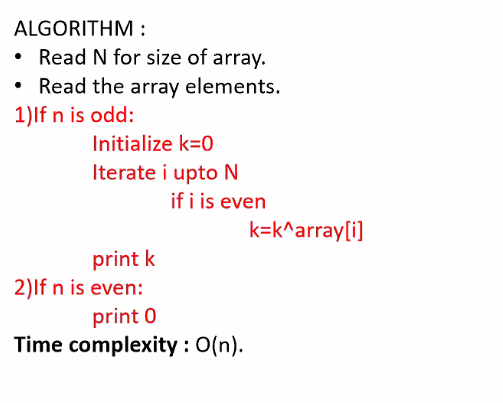 ALGORITHM :
• Read N for size of array.
• Read the array elements.
1)If n is odd:
Initialize k=0
Iterate i upto N
if i is even
k=k^array[i]
print k
2)If n is even:
print 0
Time complexity : O(n).